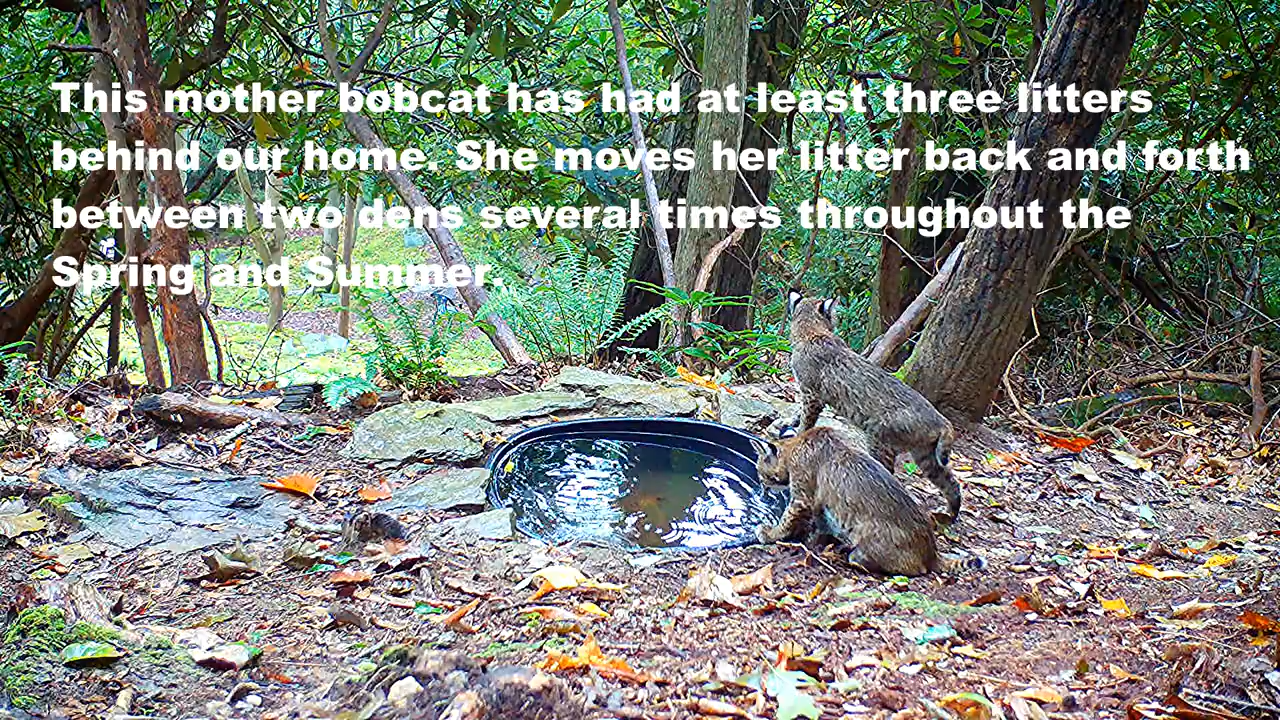 This mother bobcat has had at least three litters
behind our home. She moves her litter back and forth
between two dens several times throughout the
Spring and Summer.